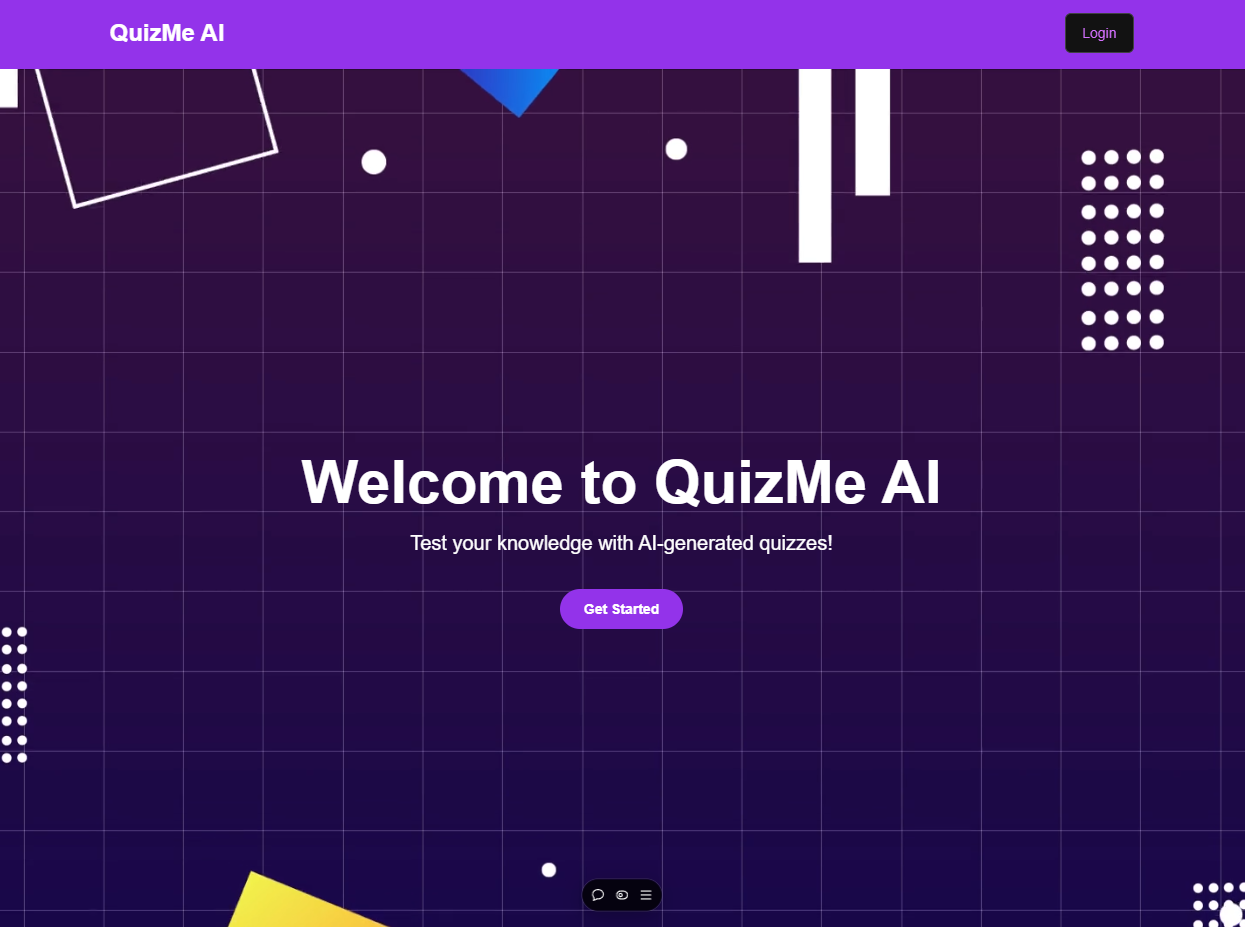 QuizMe AI
Login
Welcome to QuizMe AI
Test your knowledge with AI-generated quizzes!
Get Started